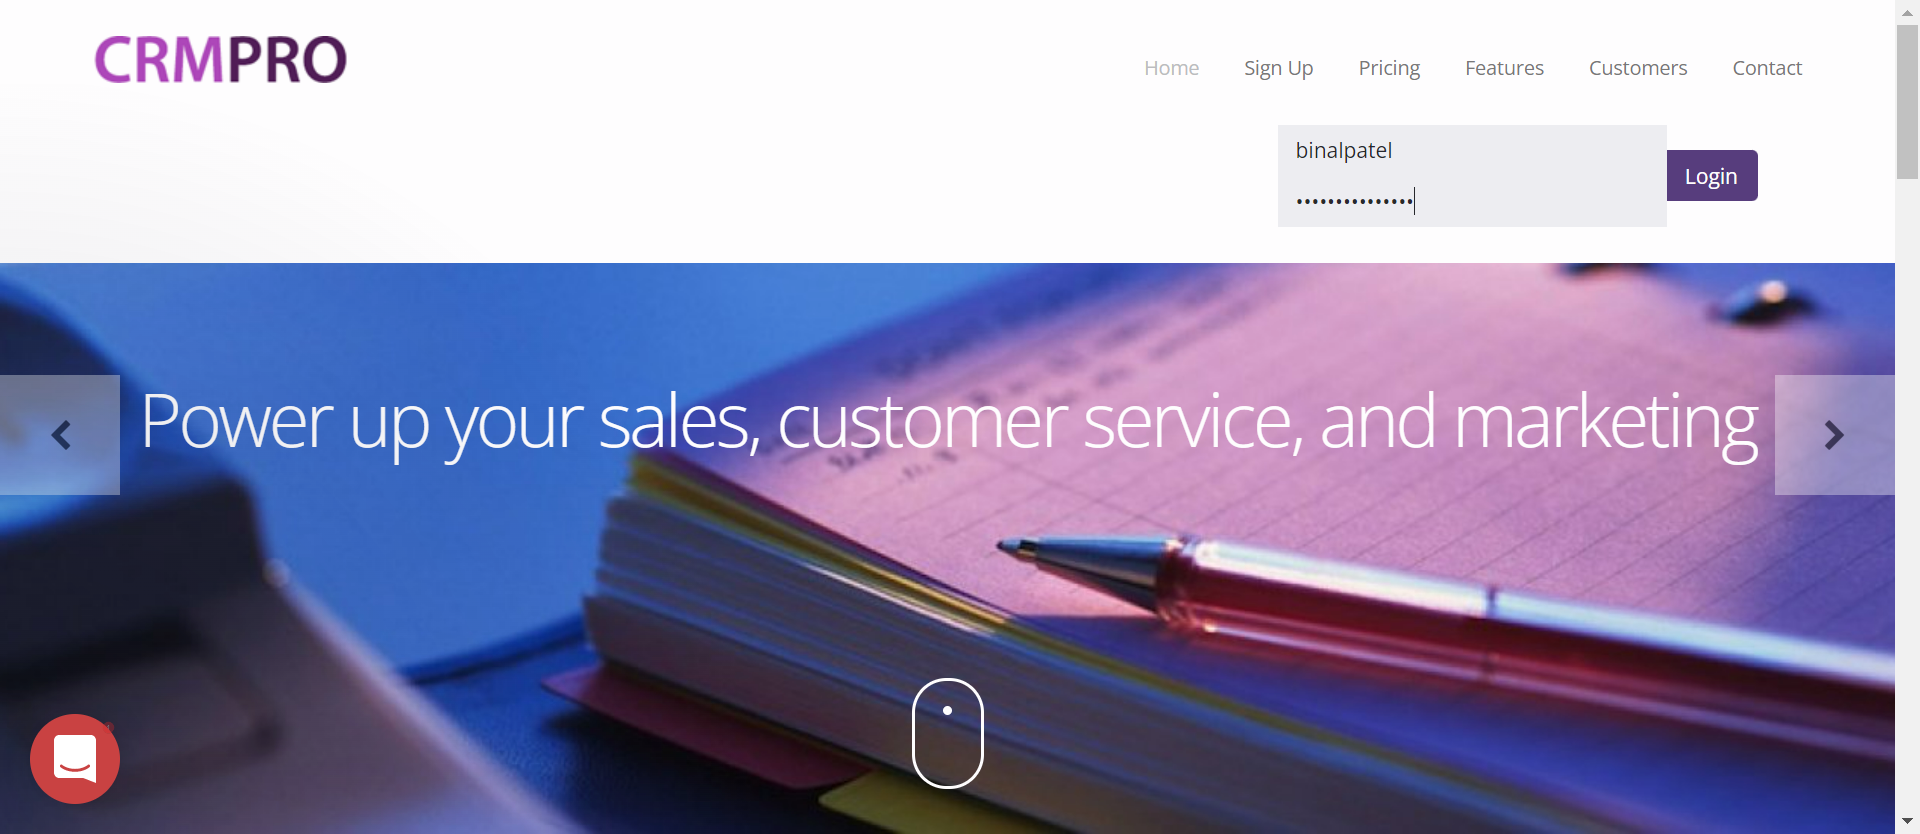 CRMPRO
Home Sign Up Pricing Features Customers Contact
binalpatel
•••••••••••••••
Login
Power up your sales, customer service, and marketing